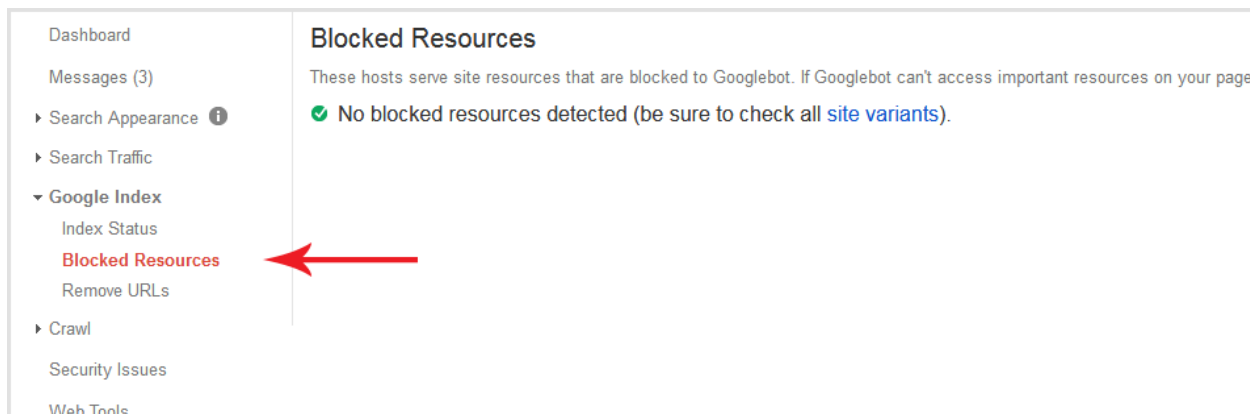 Dashboard
Messages (3)
Search Appearance
Search Traffic
Google Index
Index Status
Blocked Resources
Remove URLs
Crawl
Security Issues
Web Tools
Blocked Resources
These hosts serve site resources that are blocked to Googlebot. If Googlebot can't access important resources on your page
No blocked resources detected (be sure to check all site variants).